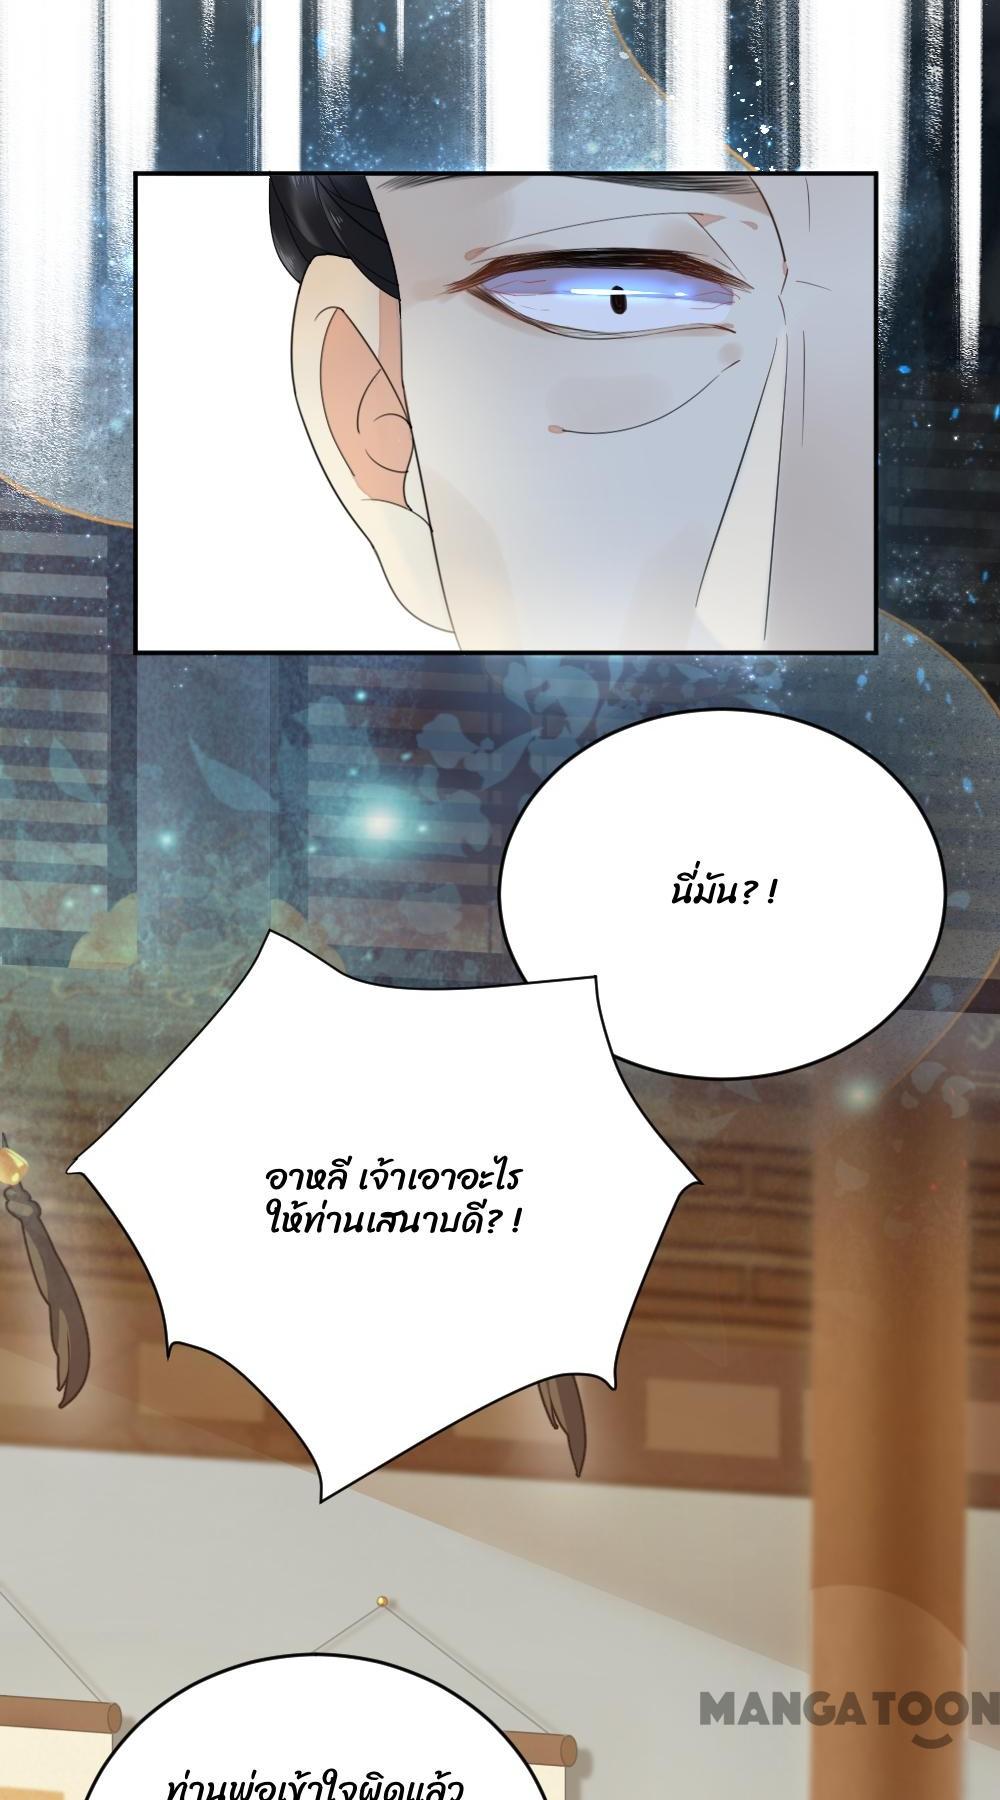 นี่มัน?!
อาหลี เจ้าเอาอะไร
ให้ท่านเสนาบดี?!
MANGATOON
ท่านพ่อเข้าใจผิดแล้ว